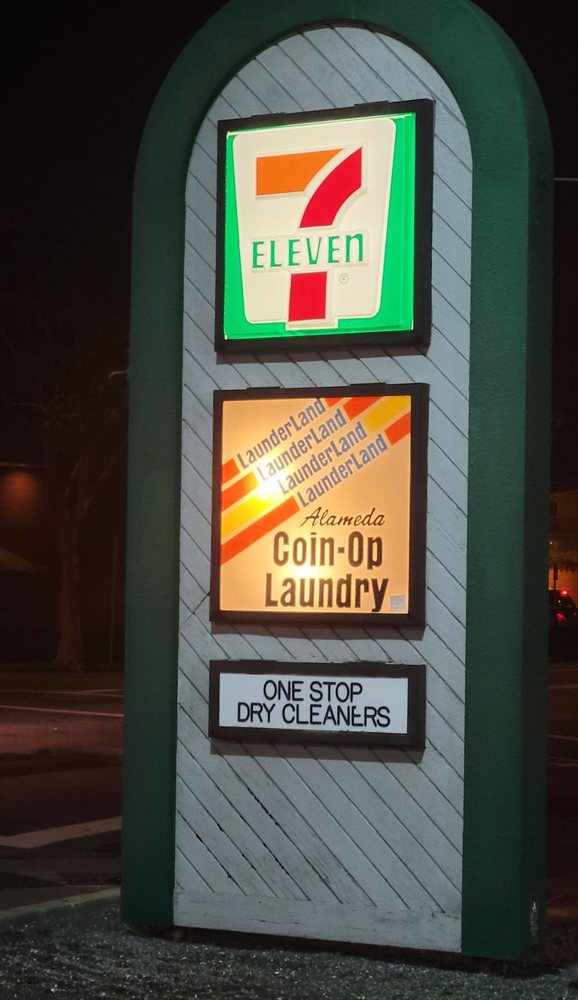 7
ELEVEn
®
LaunderLand
LaunderLand
LaunderLand
LaunderLand
Alameda
Coin-Op
Laundry
ONE STOP
DRY CLEANERS